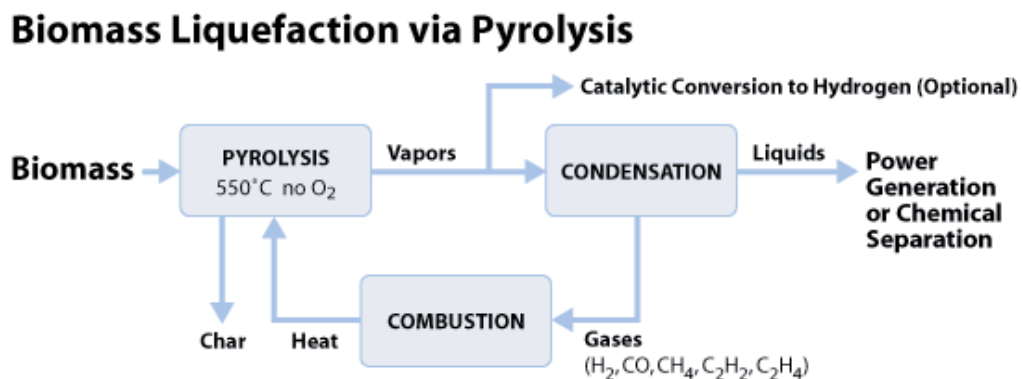 Biomass Liquefaction via Pyrolysis
Catalytic Conversion to Hydrogen (Optional)
Biomass
PYROLYSIS
550°C no O₂
Vapors
CONDENSATION
Liquids
Power
Generation
or Chemical
Separation
Char
Heat
COMBUSTION
Gases
(H₂, CO, CH₄, C₂H₂, C₂H₄)